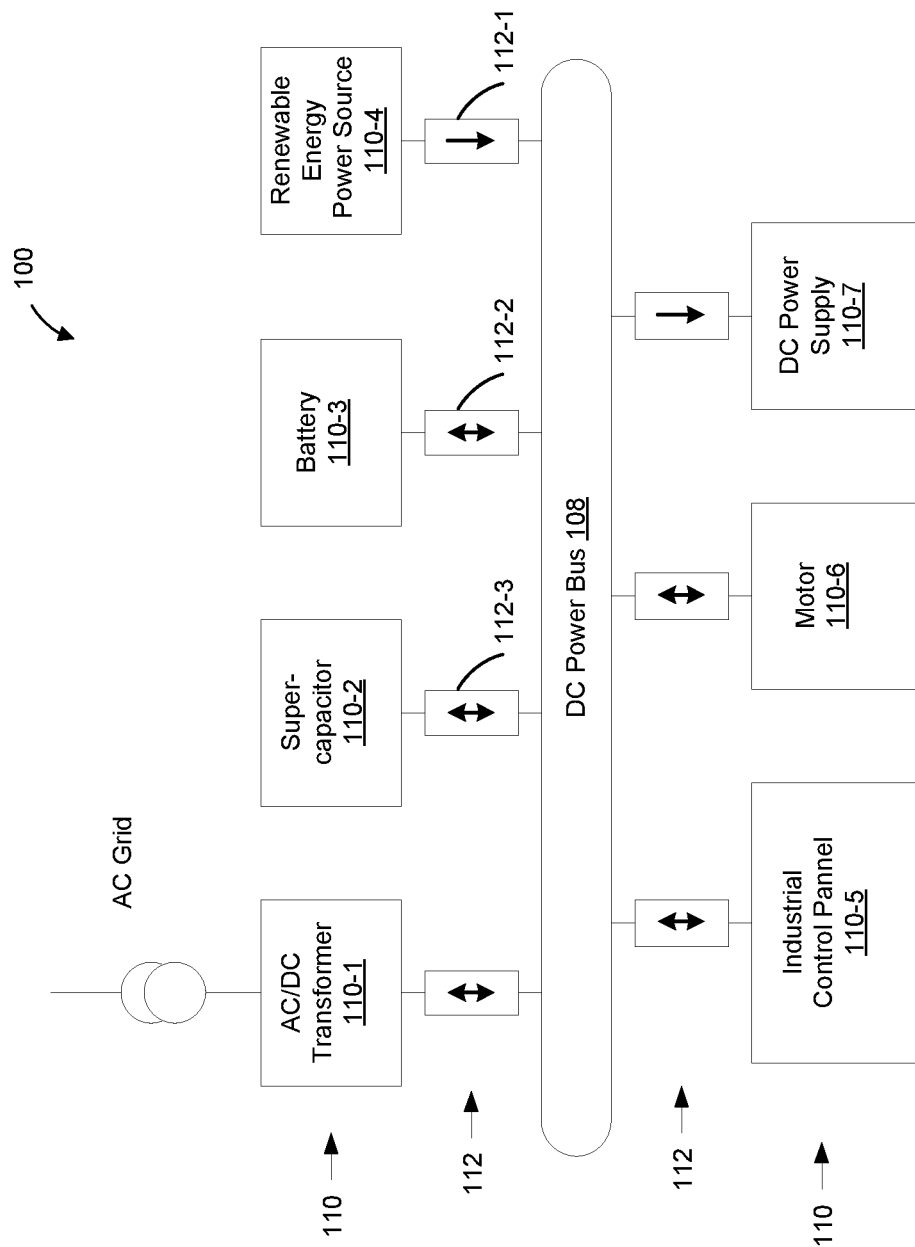 100
AC Grid
110
AC/DC
Transformer
110-1
Super-
capacitor
110-2
Battery
110-3
Renewable
Energy
Power Source
110-4
112
112-3
112-2
112-1
DC Power Bus 108
112
110
Industrial
Control Pannel
110-5
Motor
110-6
DC Power
Supply
110-7